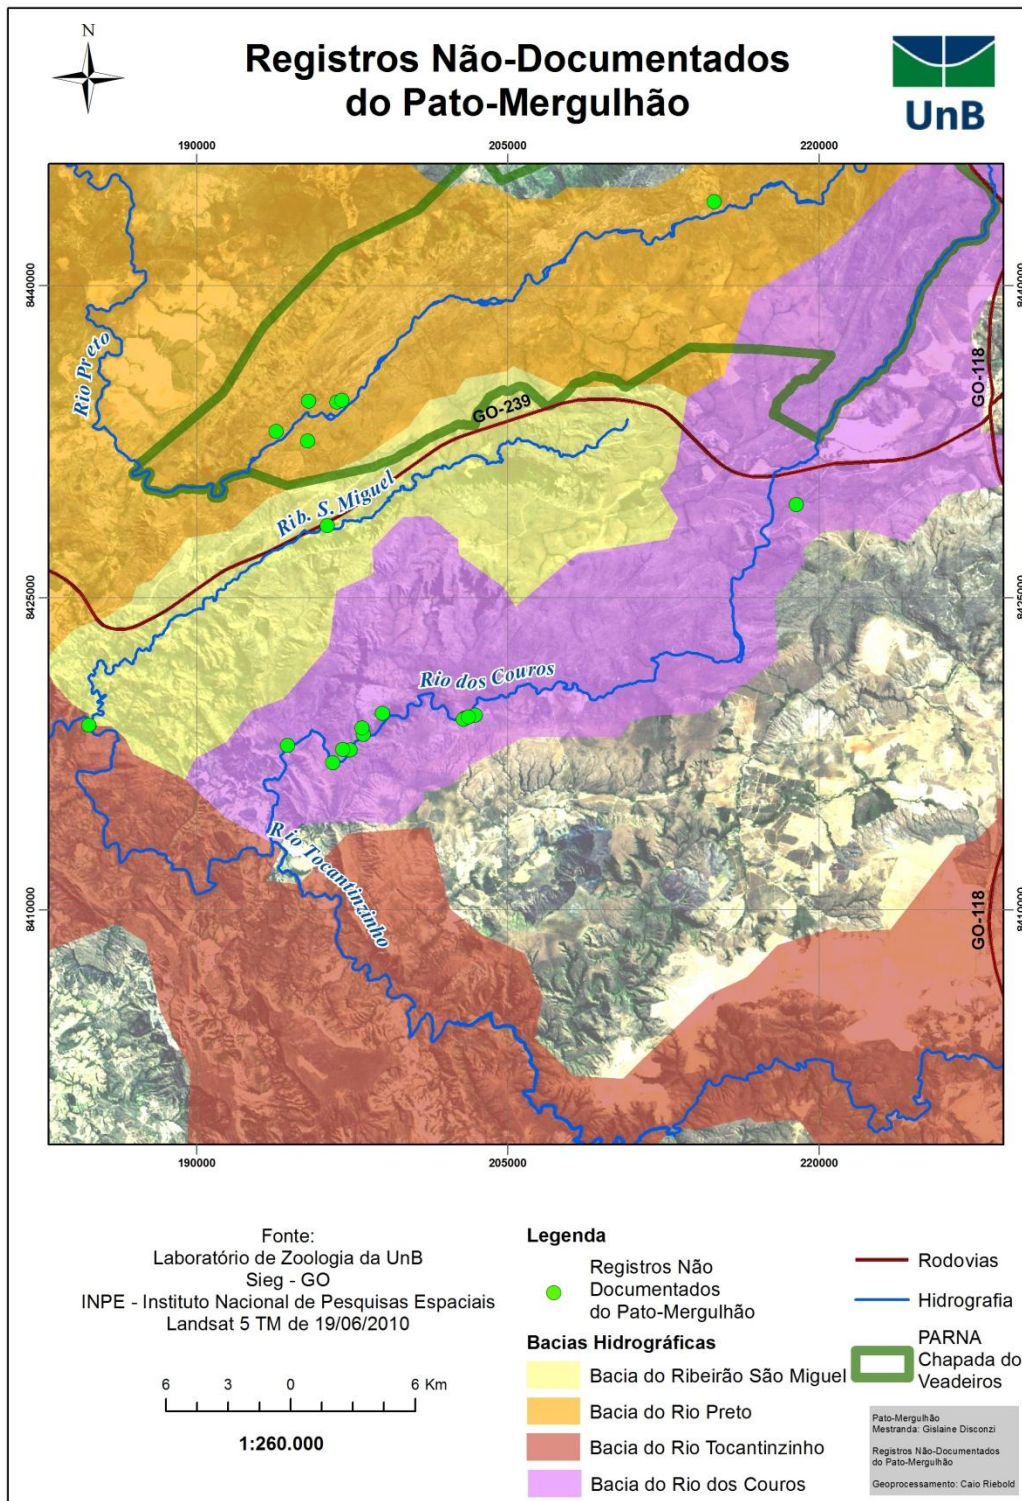 N
Registros Não-Documentados
do Pato-Mergulhão
UnB
190000
205000
220000
8440000
8440000
Rio Preto
GO-118
GO-239
Rib. S. Miguel
8425000
8425000
Rio dos Couros
Rio Tocantinzinho
8410000
8410000
GO-118
190000
205000
220000
Fonte:
Laboratório de Zoologia da UnB
Sieg - GO
INPE - Instituto Nacional de Pesquisas Espaciais
Landsat 5 TM de 19/06/2010
6 3 0 6 Km
1:260.000
Legenda
Registros Não
Documentados
do Pato-Mergulhão
Bacias Hidrográficas
Bacia do Ribeirão São Miguel
Bacia do Rio Preto
Bacia do Rio Tocantinzinho
Bacia do Rio dos Couros
Rodovias
Hidrografia
PARNA
Chapada do
Veadeiros
Pato-Mergulhão
Mestranda: Gislaine Disconzi
Registros Não-Documentados
do Pato-Mergulhão
Geoprocessamento: Caio Riebold